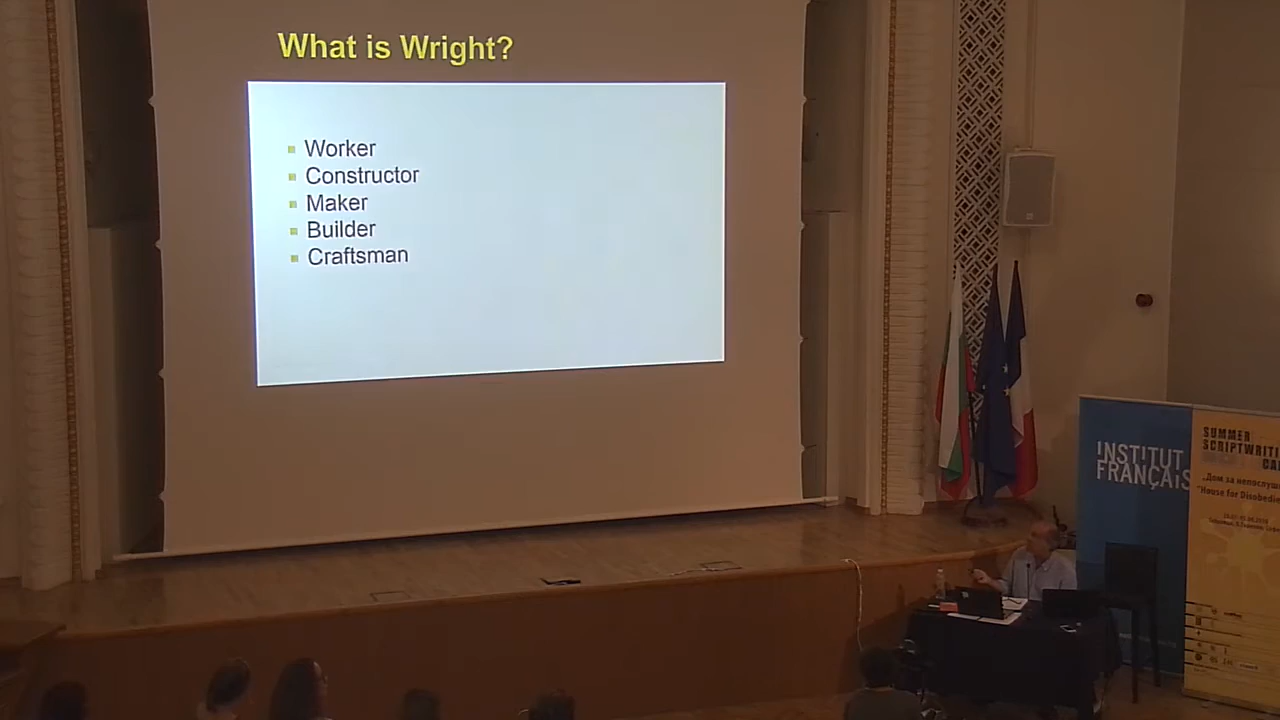 What is Wright?
Worker
Constructor
Maker
Builder
Craftsman
INSTITUT
FRANÇAIS
SUMMER
SCRIPTWRITI
„Дом за непослуш
"House for Disobedie